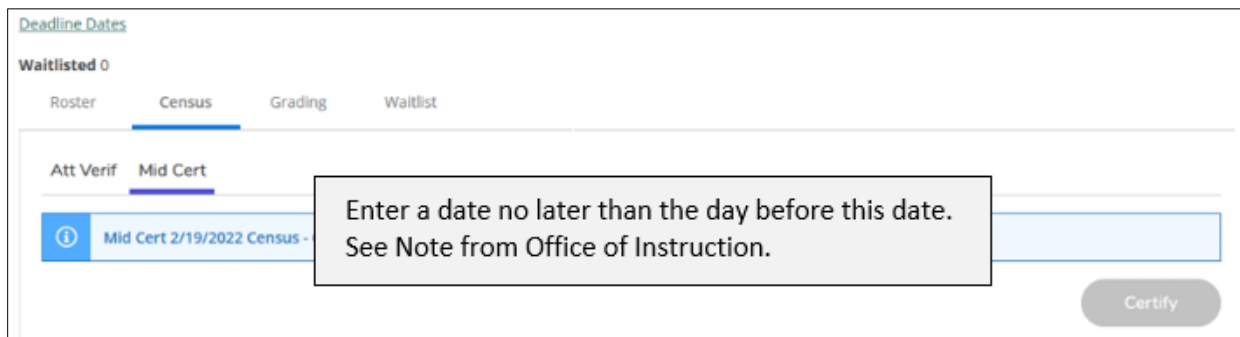 Deadline Dates
Waitlisted 0
Roster Census Grading Waitlist
Att Verif Mid Cert
Enter a date no later than the day before this date.
See Note from Office of Instruction.
Mid Cert 2/19/2022 Census -
Certify